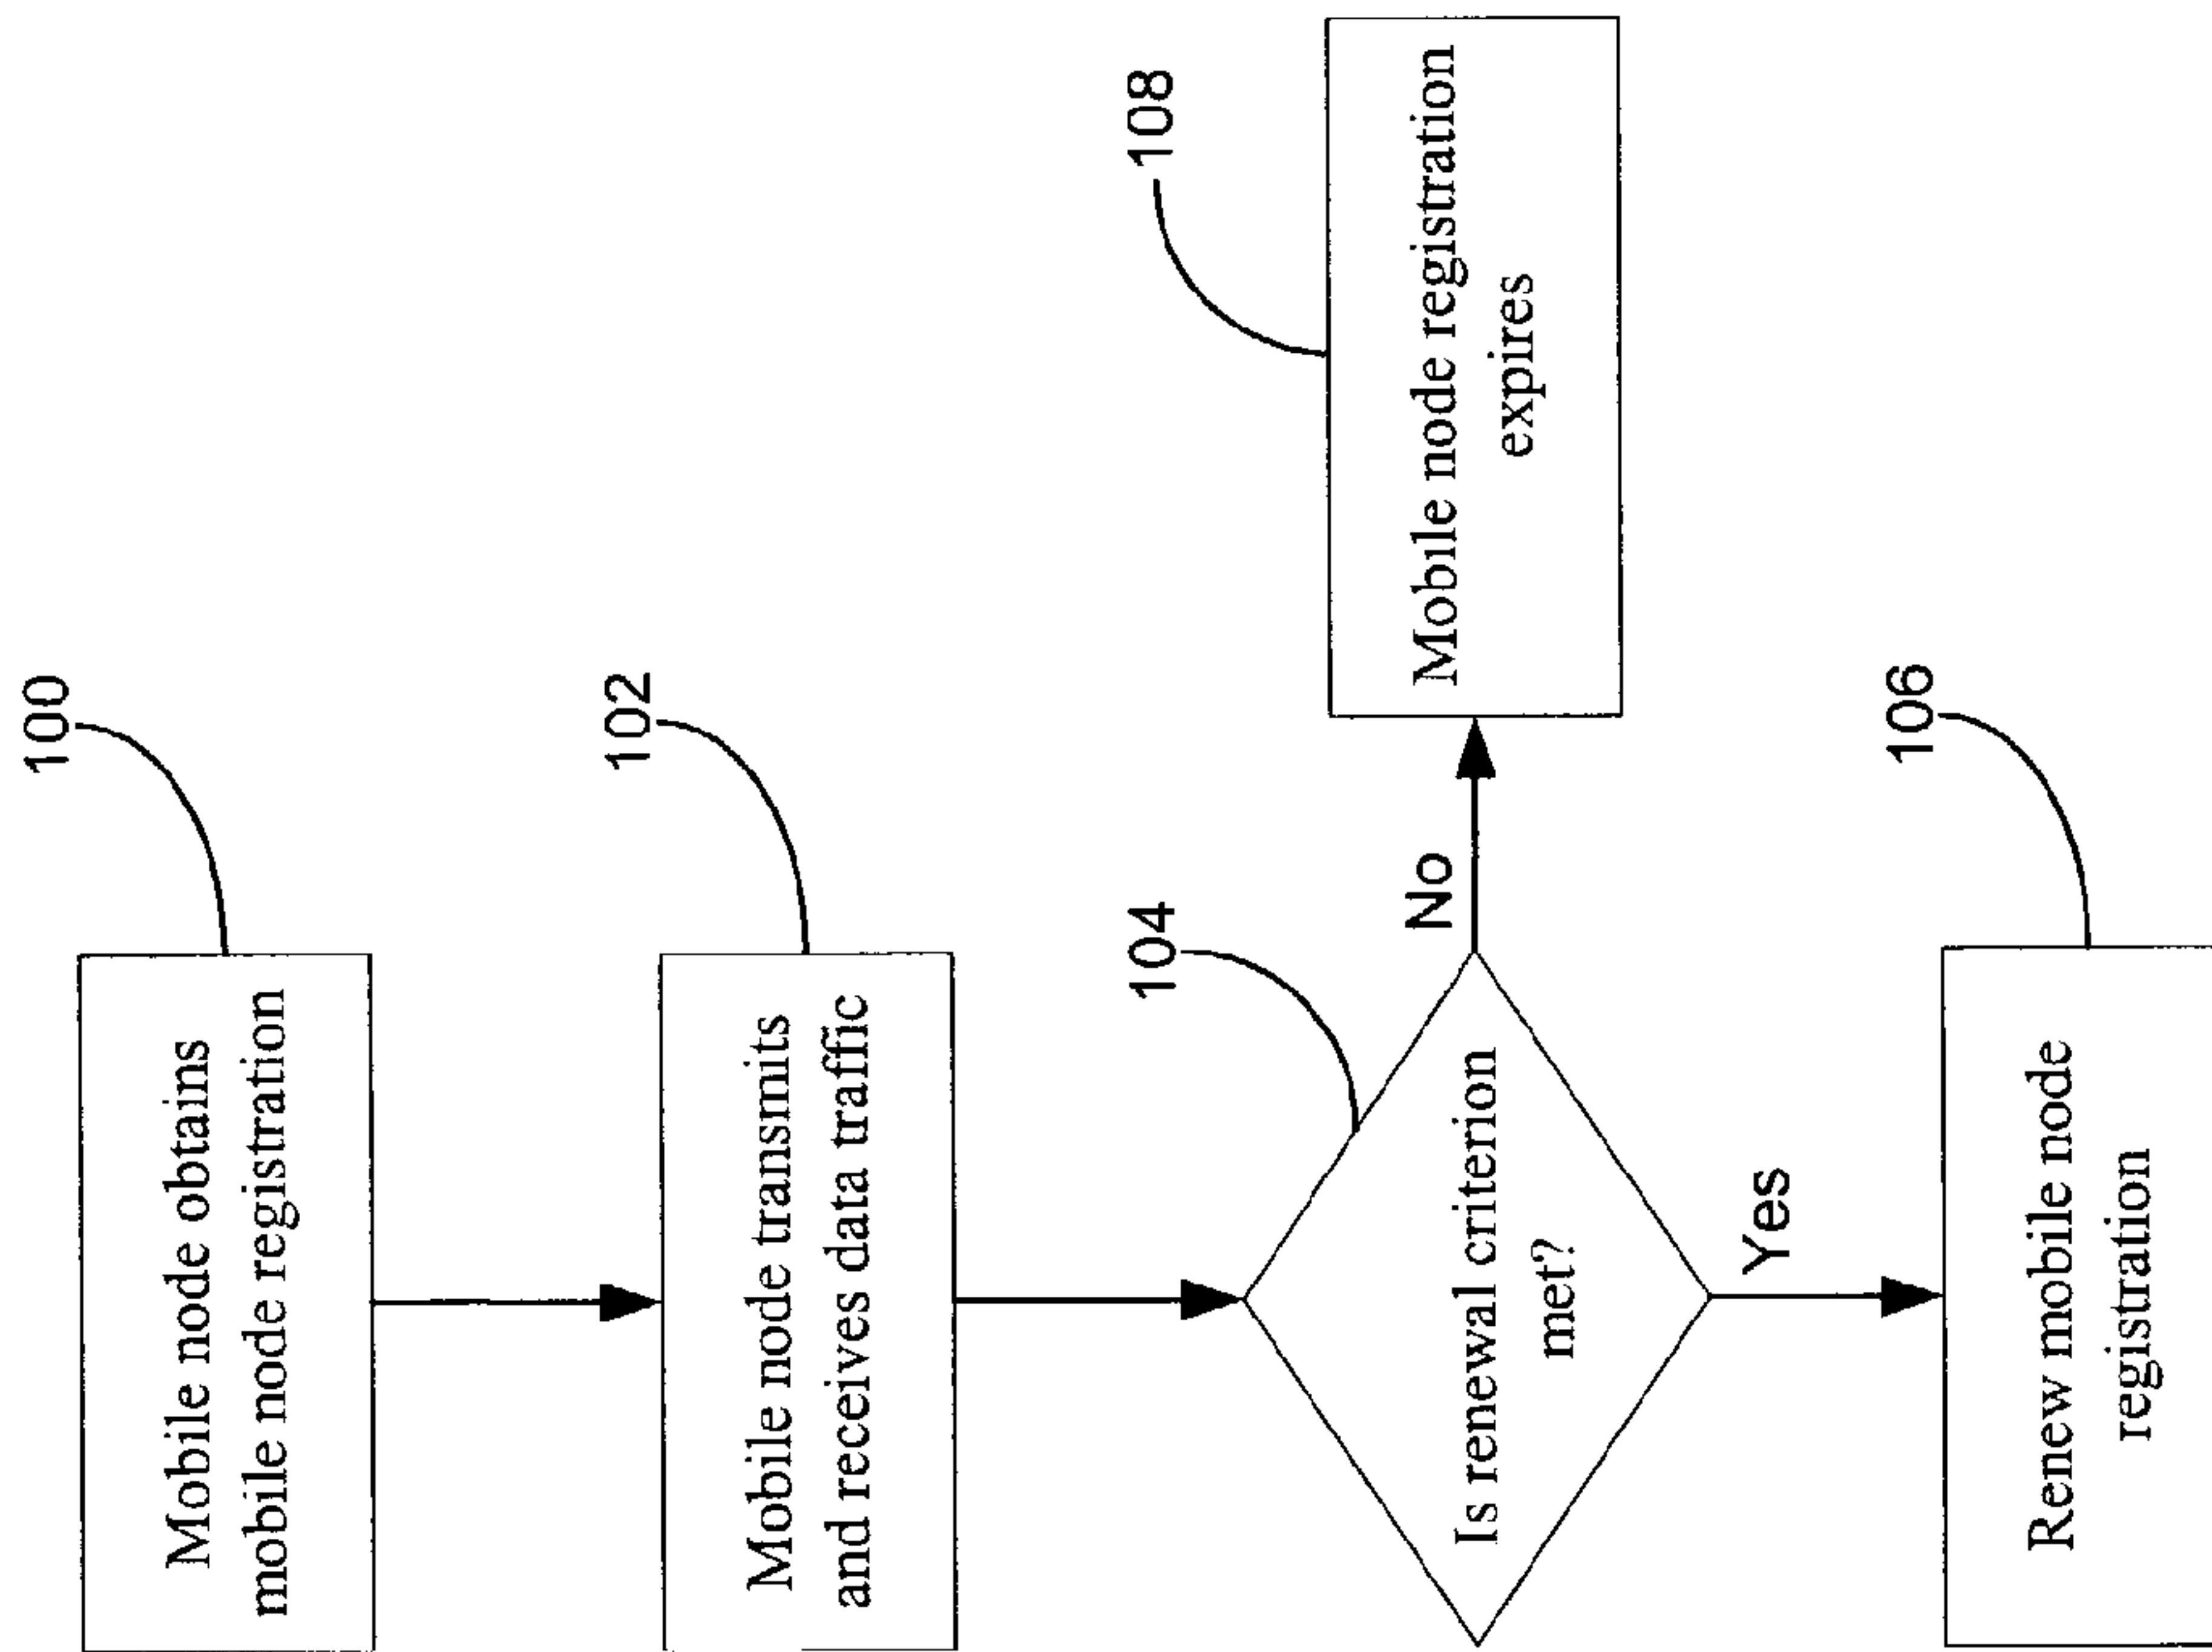 100
Mobile node obtains
mobile node registration
102
Mobile node transmits
and receives data traffic
104
Is renewal criterion
met?
No
108
Mobile node registration
expires
Yes
106
Renew mobile node
registration